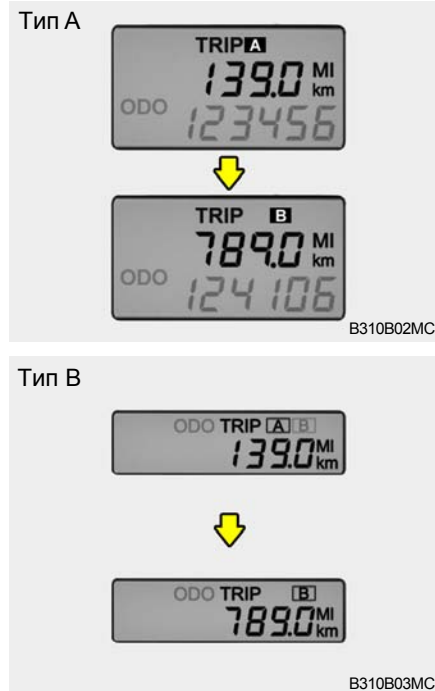 Тип A
TRIP A
139.0 MI
km
ODO
123456
TRIP B
789.0 MI
km
ODO
124106
B310B02MC
Тип B
ODO TRIP A B
139.0 MI
km
ODO TRIP B
789.0 MI
km
B310B03MC